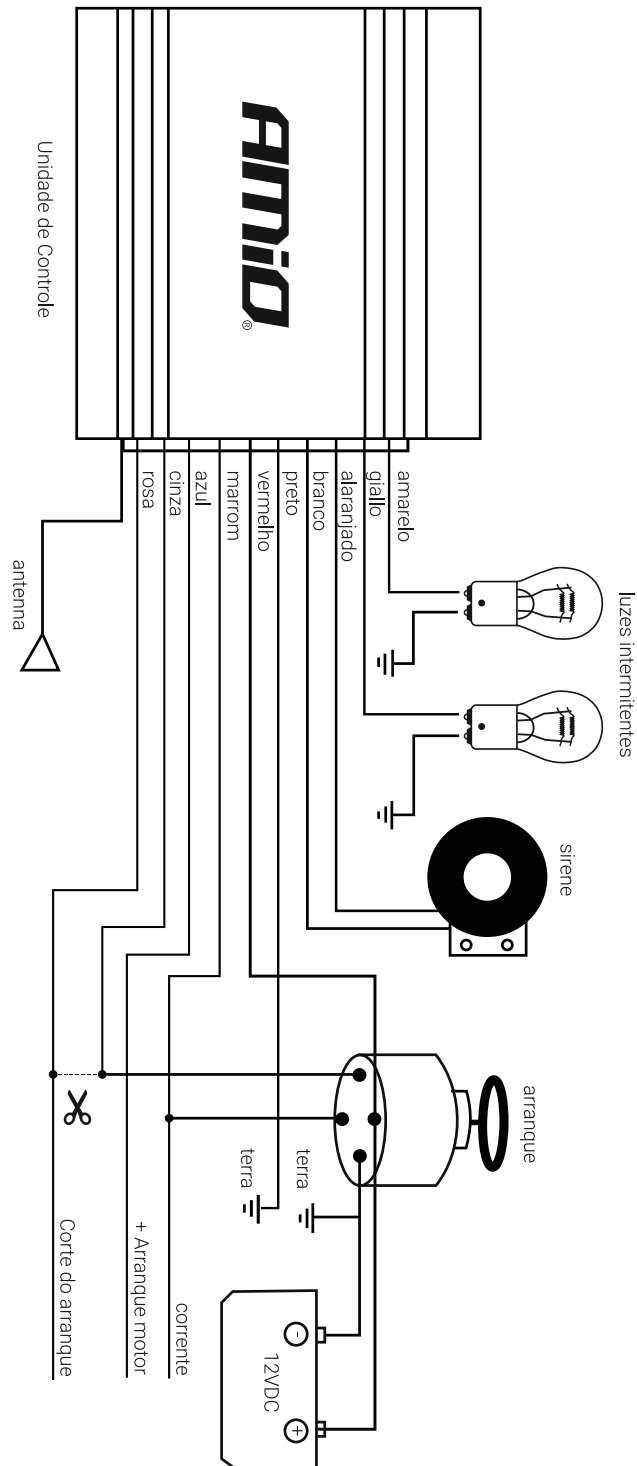 AMiO®
Unidade de Controle
antenna
rosa
cinza
azul
marrom
vermelho
preto
branco
alaranjado
giallo
amarelo
luzes intermitentes
sirene
arranque
terra
terra
Corte do arranque
+ Arranque motor
corrente
12VDC
-
+